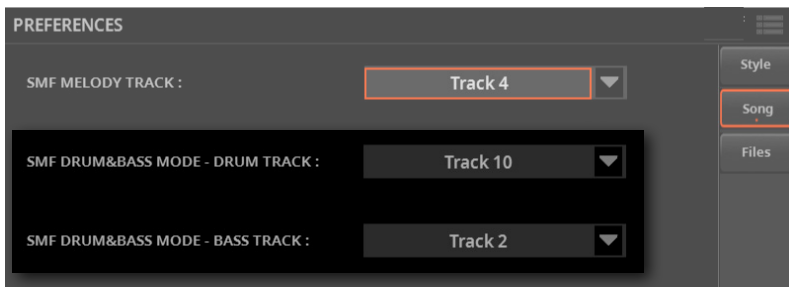 PREFERENCES
SMF MELODY TRACK :
Track 4
SMF DRUM&BASS MODE - DRUM TRACK :
Track 10
SMF DRUM&BASS MODE - BASS TRACK :
Track 2
Style
Song
Files